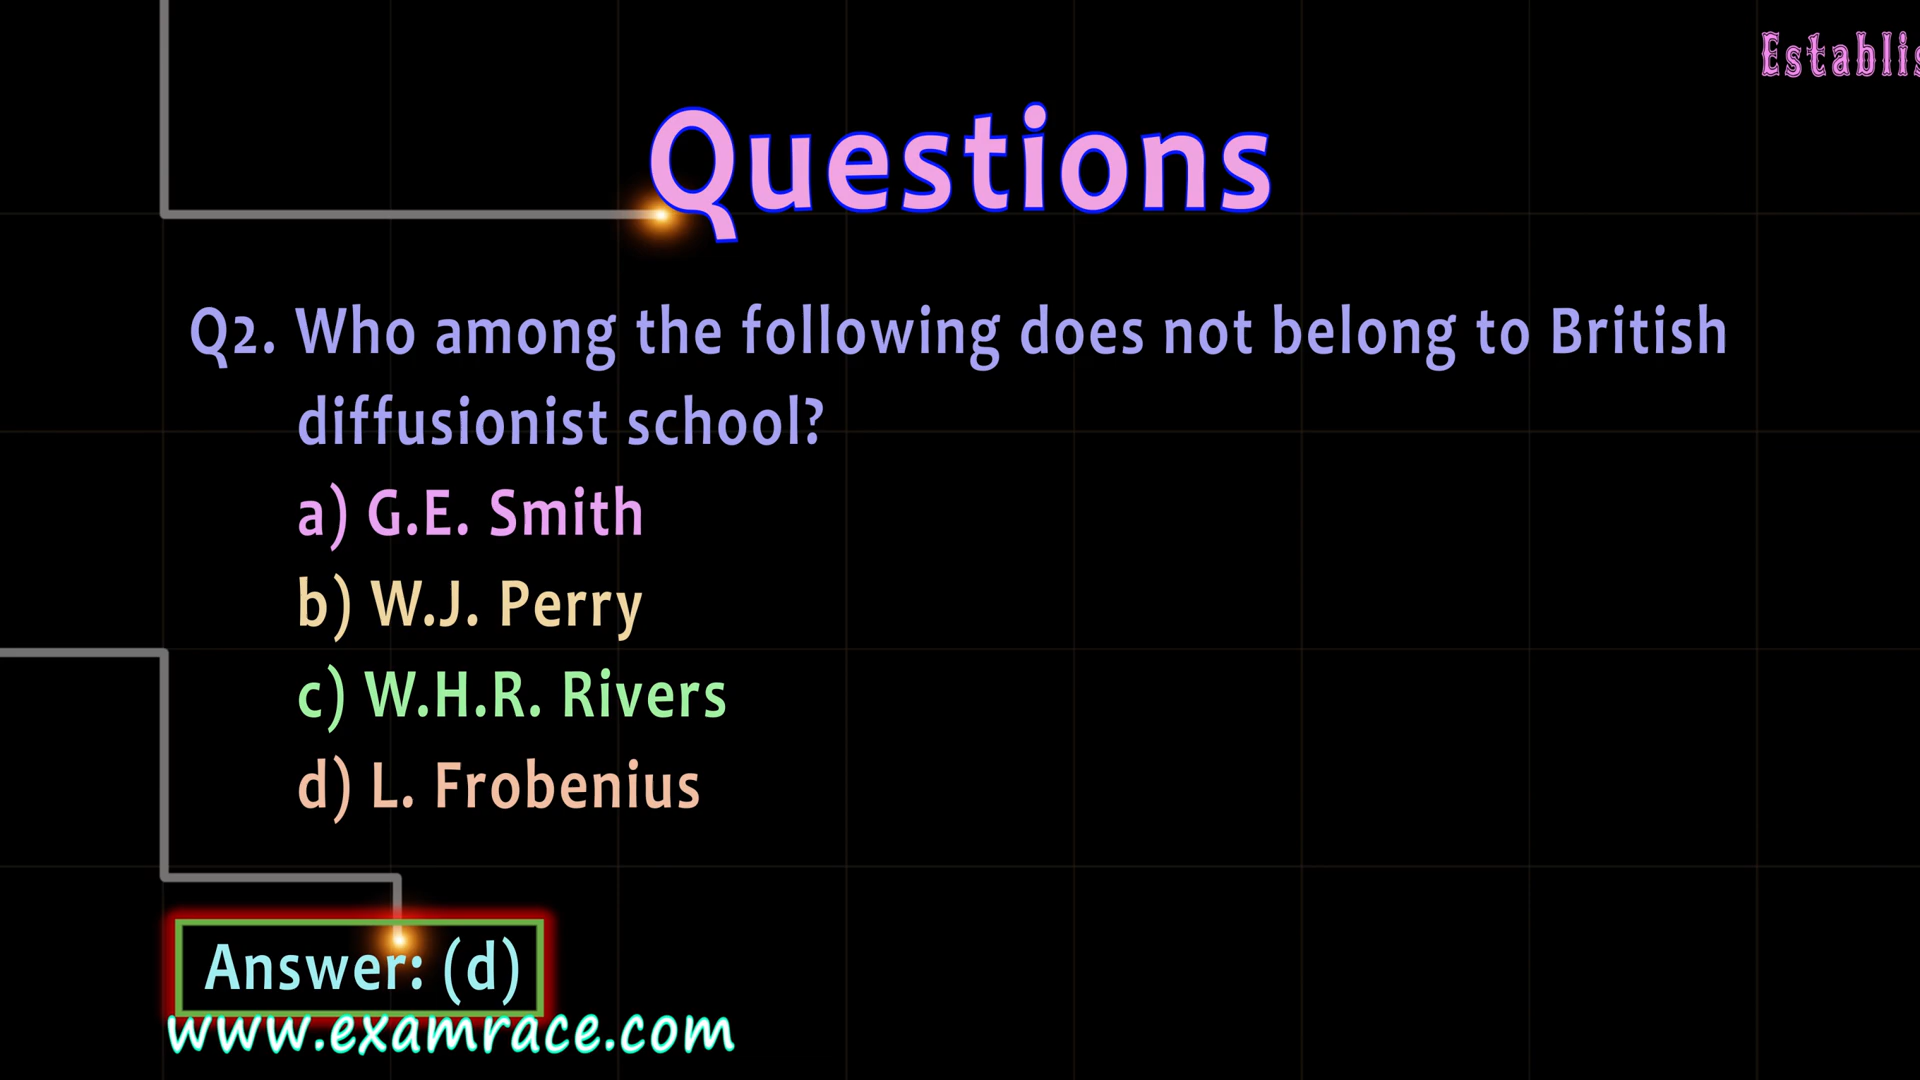 Questions
Q2. Who among the following does not belong to British
diffusionist school?
a) G.E. Smith
b) W.J. Perry
c) W.H.R. Rivers
d) L. Frobenius
Answer: (d)
www.examrace.com